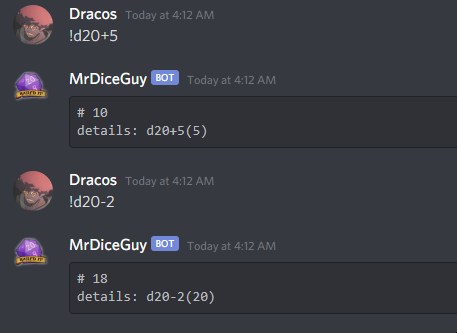 Dracos Today at 4:12 AM
!d20+5
MrDiceGuy BOT Today at 4:12 AM
# 10
details: d20+5(5)
Dracos Today at 4:12 AM
!d20-2
MrDiceGuy BOT Today at 4:12 AM
# 18
details: d20-2(20)